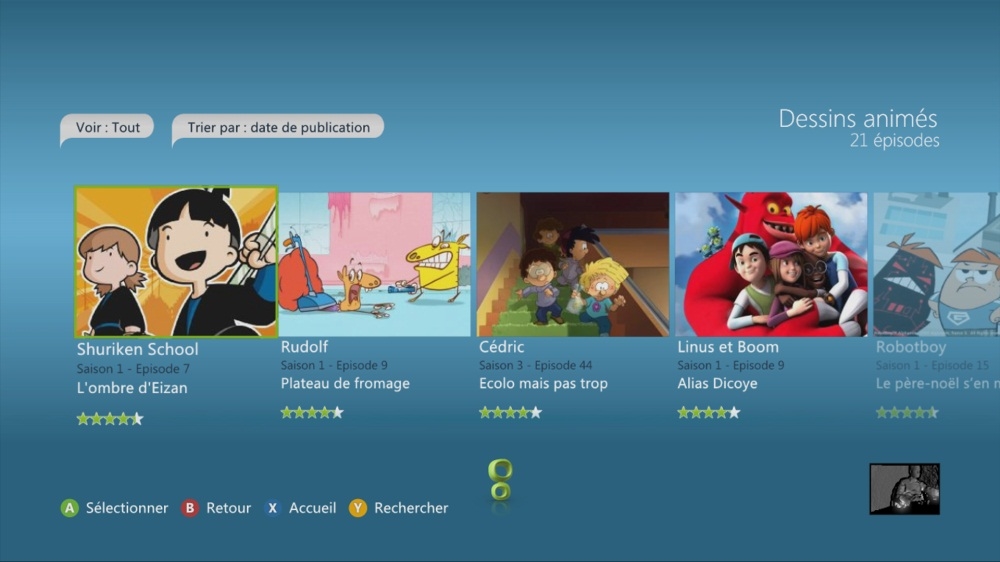 Voir : Tout
Trier par : date de publication
Dessins animés
21 épisodes
Shuriken School
Saison 1 - Episode 7
L'ombre d'Eizan
Rudolf
Saison 1 - Episode 9
Plateau de fromage
Cédric
Saison 3 - Episode 44
Ecolo mais pas trop
Linus et Boom
Saison 1 - Episode 9
Alias Dicoye
Robotboy
Saison 1 - Episode 15
Le père-noël s'en m
A Sélectionner
B Retour
X Accueil
Y Rechercher